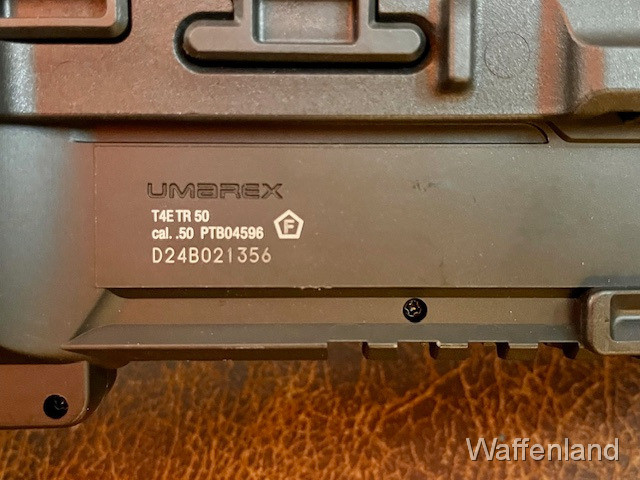 UMAREX
T4E TR 50
cal. .50 PTB04596
F
D24B021356
Waffenland